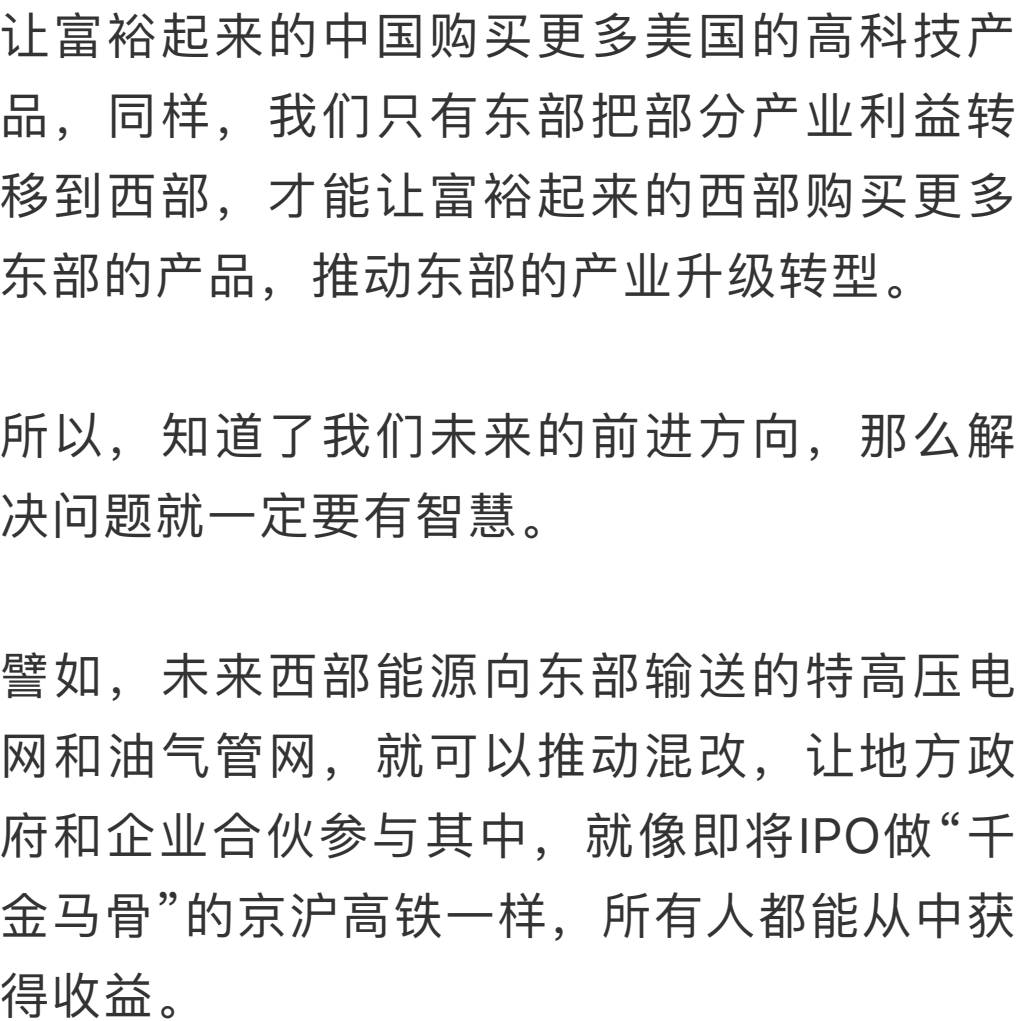 让富裕起来的中国购买更多美国的高科技产
品，同样，我们只有东部把部分产业利益转
移到西部，才能让富裕起来的西部购买更多
东部的产品，推动东部的产业升级转型。
所以，知道了我们未来的前进方向，那么解
决问题就一定要有智慧。
譬如，未来西部能源向东部输送的特高压电
网和油气管网，就可以推动混改，让地方政
府和企业合伙参与其中，就像即将IPO做“千
金马骨”的京沪高铁一样，所有人都能从中获
得收益。